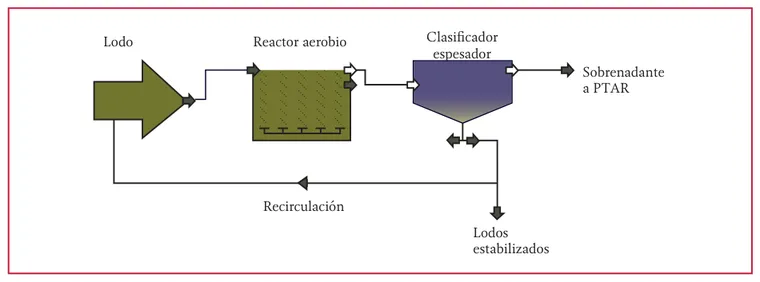 Lodo
Reactor aerobio
Clasificador
espesador
Sobrenadante
a PTAR
Recirculación
Lodos
estabilizados